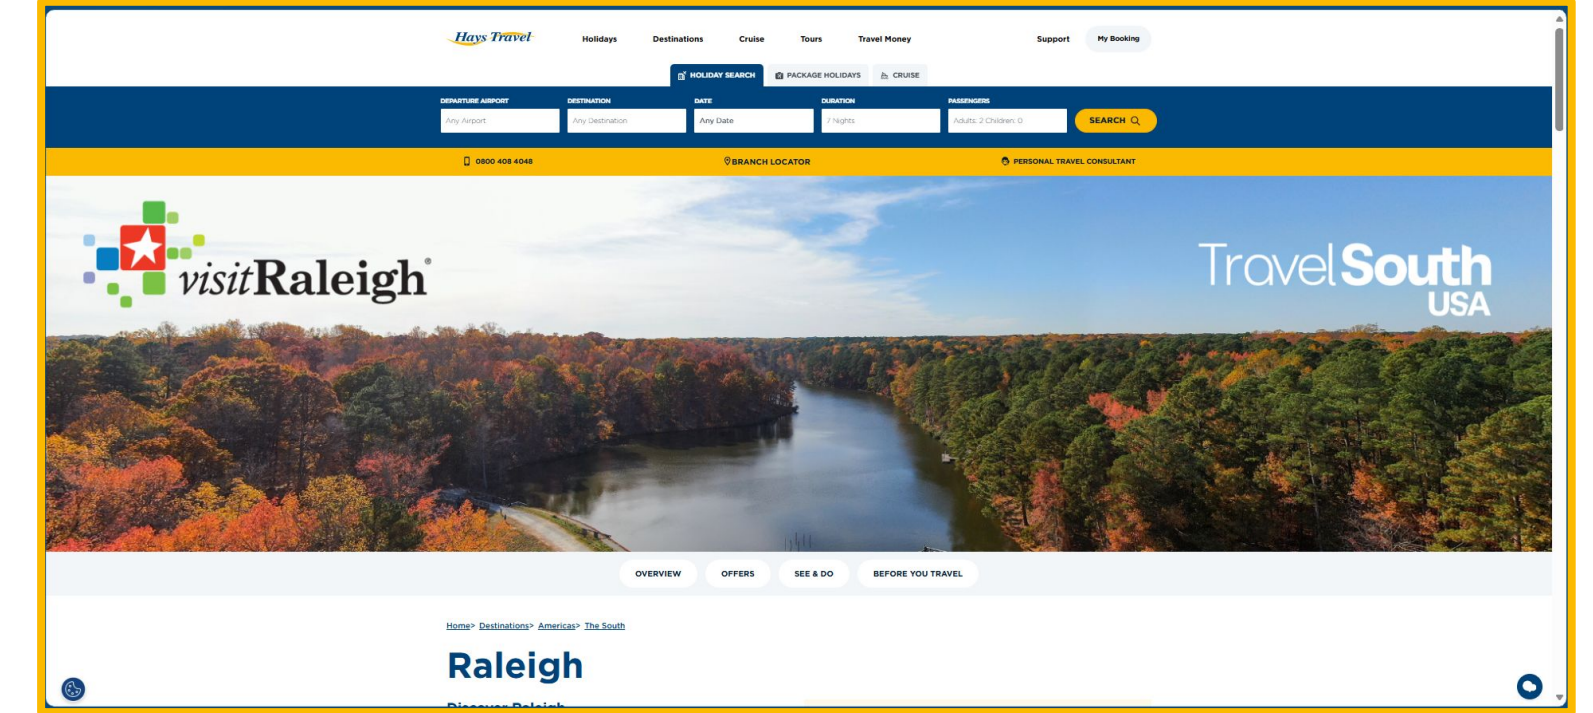 Hays Travel Holidays Destinations Cruise Tours Travel Money Support My Booking
HOLIDAY SEARCH PACKAGE HOLIDAYS CRUISE
DEPARTURE AIRPORT DESTINATION DATE DURATION PASSENGERS
Any Airport Any Destination Any Date 7 Nights Adults: 2 Children: 0 SEARCH
0800 408 4048 BRANCH LOCATOR PERSONAL TRAVEL CONSULTANT
visitRaleigh®
TravelSouth
USA
OVERVIEW OFFERS SEE & DO BEFORE YOU TRAVEL
Home> Destinations> Americas> The South
Raleigh
Discover Raleigh